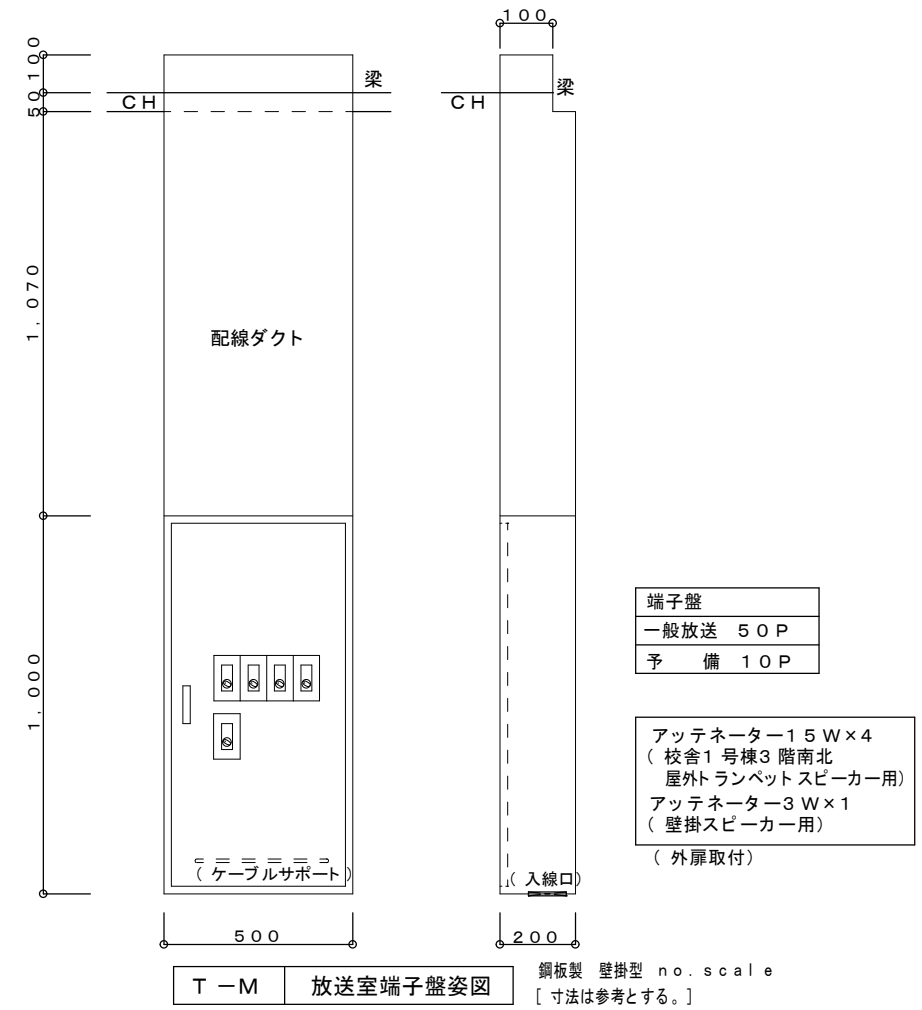 100
100
50
梁
CH
梁
CH
1,070
配線ダクト
1,000
端子盤
一般放送 50P
予 備 10P
アッテネーター15W×4
(校舎1号棟3階南北
屋外トランペットスピーカー用)
アッテネーター3W×1
(壁掛スピーカー用)
(外扉取付)
(ケーブルサポート)
(入線口)
500
200
T－M 放送室端子盤姿図
鋼板製 壁掛型 no.scale
[寸法は参考とする。]